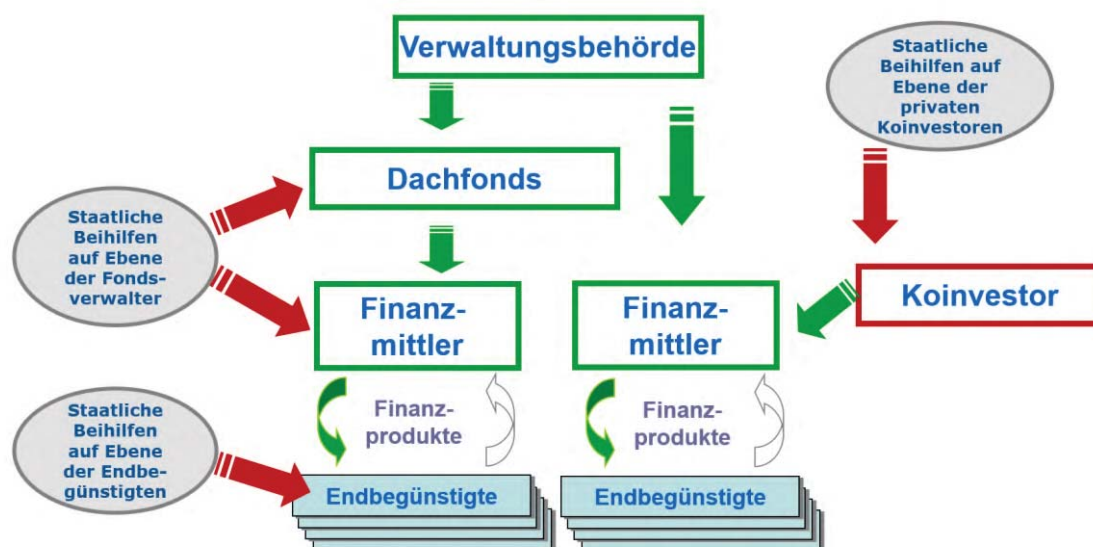 Verwaltungsbehörde
Staatliche
Beihilfen auf
Ebene der
privaten
Koinvestoren
Dachfonds
Staatliche
Beihilfen
auf Ebene
der Fonds-
verwalter
Finanz-
mittler
Finanz-
mittler
Koinvestor
Finanz-
produkte
Finanz-
produkte
Staatliche
Beihilfen
auf Ebene
der Endbe-
günstigten
Endbegünstigte
Endbegünstigte